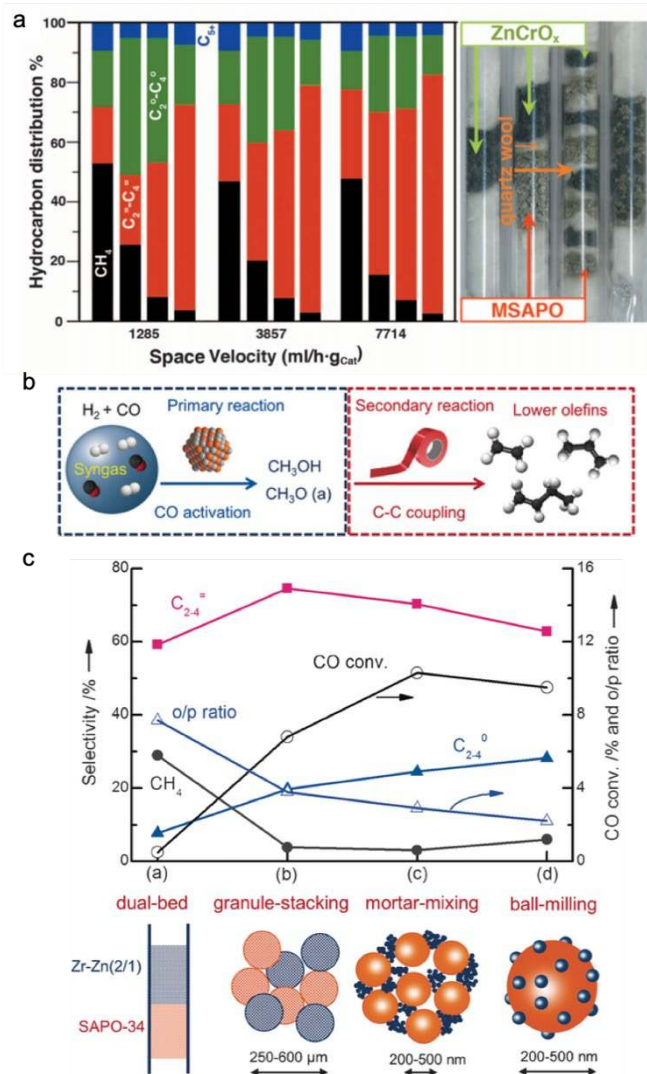 a
100
80
60
40
20
0
Hydrocarbon distribution %
CH₄
C₂⁼-C₄⁼
C₂º-C₄º
C₅₊
1285
3857
7714
Space Velocity (ml/h·g_Cat)
ZnCrOₓ
quartz wool
MSAPO
b
H₂ + CO
Syngas
Primary reaction
CO activation
CH₃OH
CH₃O (a)
Secondary reaction
C-C coupling
Lower olefins
c
80
60
40
20
0
Selectivity /%
C₂₋₄⁼
CO conv.
o/p ratio
C₂₋₄⁰
CH₄
16
12
8
4
0
CO conv. /% and o/p ratio
(a) (b) (c) (d)
dual-bed granule-stacking mortar-mixing ball-milling
Zr-Zn(2/1)
SAPO-34
250-600 μm
200-500 nm
200-500 nm